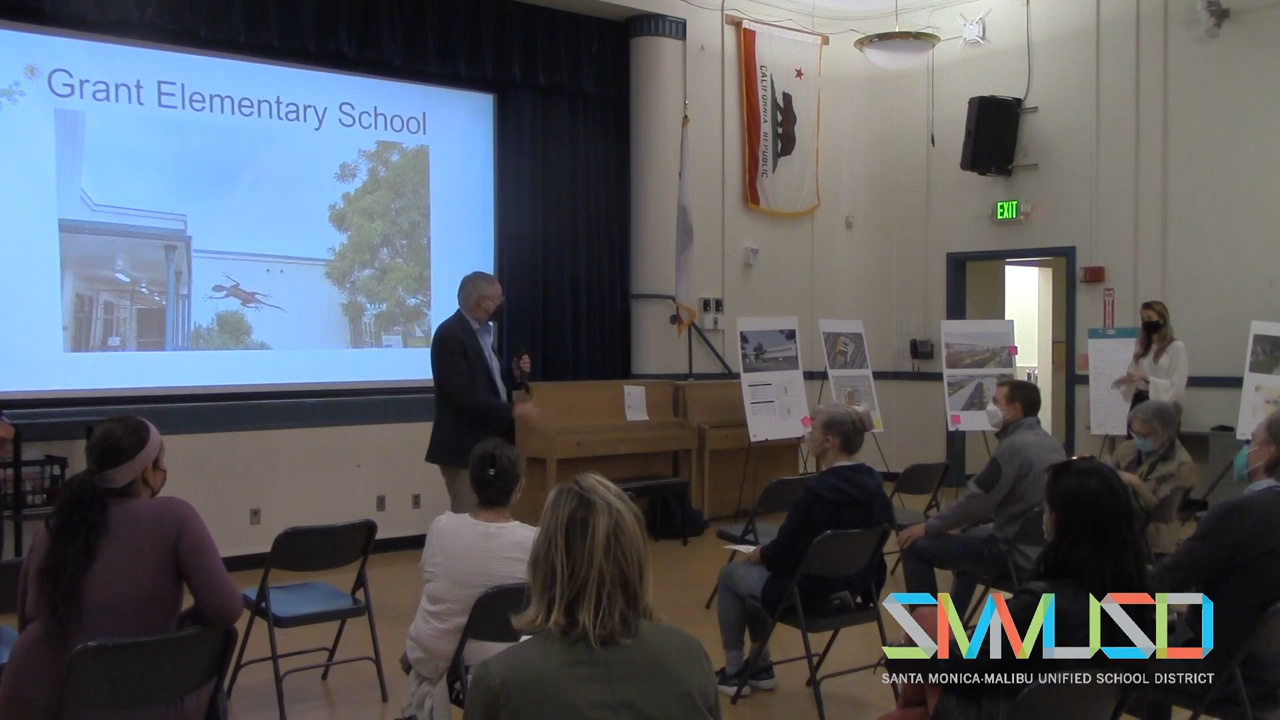 Grant Elementary School
CALIFORNIA REPUBLIC
EXIT
SMMUSD
SANTA MONICA-MALIBU UNIFIED SCHOOL DISTRICT